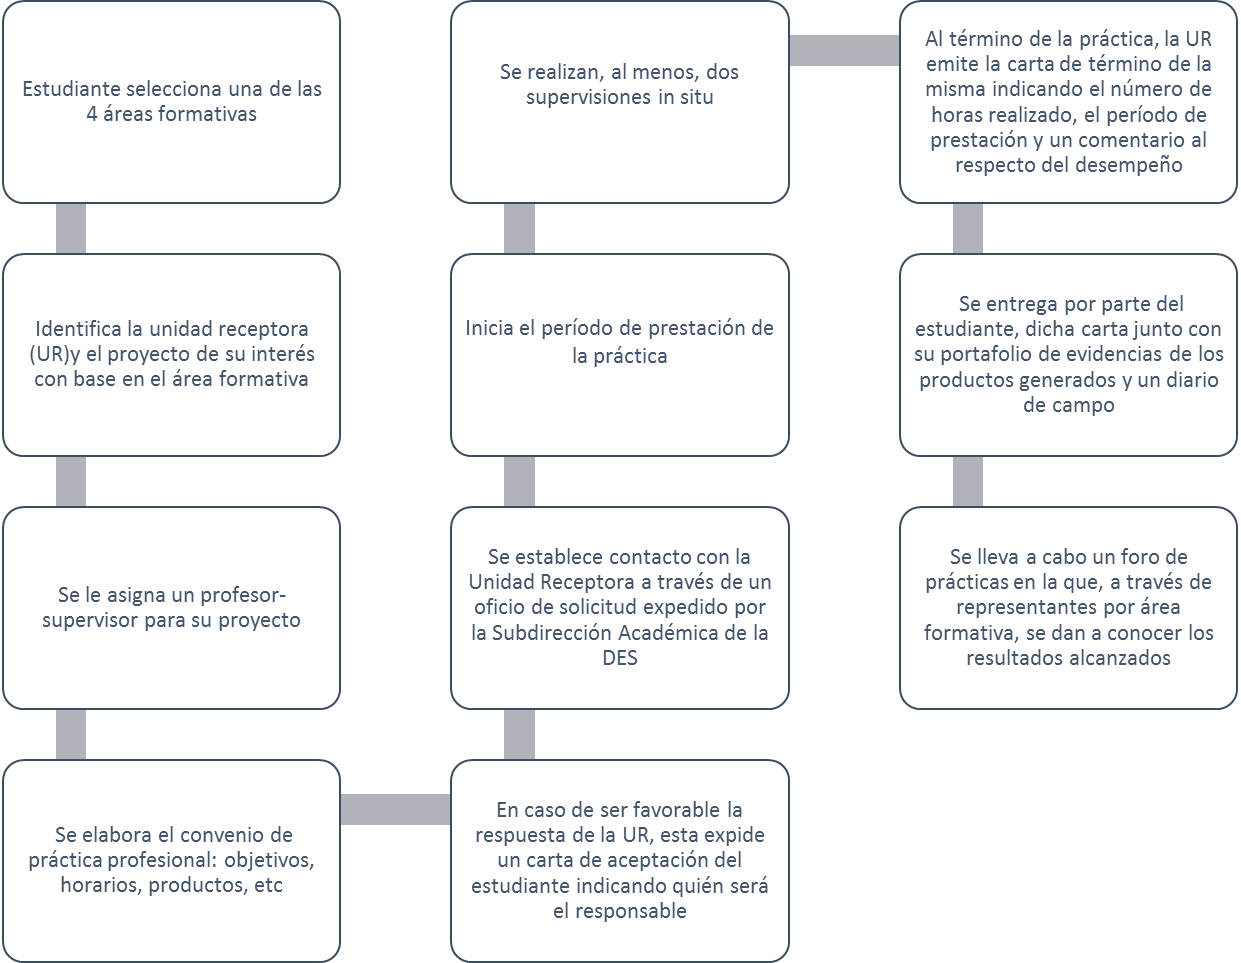 Estudiante selecciona una de las
4 áreas formativas
Identifica la unidad receptora
(UR)y el proyecto de su interés
con base en el área formativa
Se le asigna un profesor-
supervisor para su proyecto
Se elabora el convenio de
práctica profesional: objetivos,
horarios, productos, etc
En caso de ser favorable la
respuesta de la UR, esta expide
un carta de aceptación del
estudiante indicando quién será
el responsable
Se establece contacto con la
Unidad Receptora a través de un
oficio de solicitud expedido por
la Subdirección Académica de la
DES
Inicia el período de prestación de
la práctica
Se realizan, al menos, dos
supervisiones in situ
Al término de la práctica, la UR
emite la carta de término de la
misma indicando el número de
horas realizado, el período de
prestación y un comentario al
respecto del desempeño
Se entrega por parte del
estudiante, dicha carta junto con
su portafolio de evidencias de los
productos generados y un diario
de campo
Se lleva a cabo un foro de
prácticas en la que, a través de
representantes por área
formativa, se dan a conocer los
resultados alcanzados